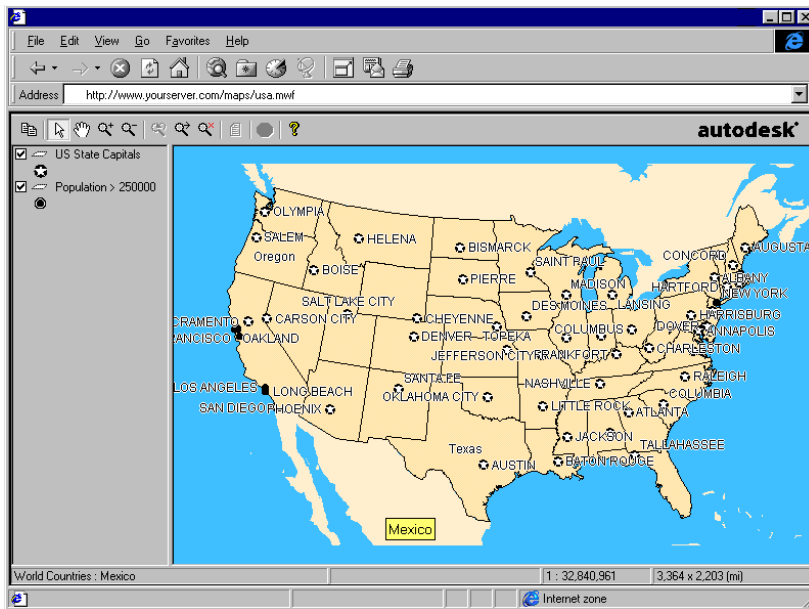 File Edit View Go Favorites Help
Address http://www.yourserver.com/maps/usa.mwf
autodesk
US State Capitals
Population > 250000
OLYMPIA
SALEM
HELENA
BISMARCK
AUGUSTA
Oregon
SAINT PAUL
CONCORD
BOISE
PIERRE
MADISON
HARTFORD
ALBANY
NEW YORK
SALT LAKE CITY
DES MOINES
LANSING
CRAMENTO
CARSON CITY
CHEYENNE
HARRISBURG
RANCISCO
OAKLAND
DENVER
TOPEKA
COLUMBUS
DOVER
ANNAPOLIS
JEFFERSON CITY
FRANKFORT
CHARLESTON
LOS ANGELES
LONG BEACH
SANTA FE
NASHVILLE
RALEIGH
OKLAHOMA CITY
COLUMBIA
SAN DIEGO
PHOENIX
LITTLE ROCK
ATLANTA
JACKSON
TALLAHASSEE
Texas
AUSTIN
BATON ROUGE
Mexico
World Countries : Mexico
1 : 32,840,961
3,364 x 2,203 (mi)
Internet zone